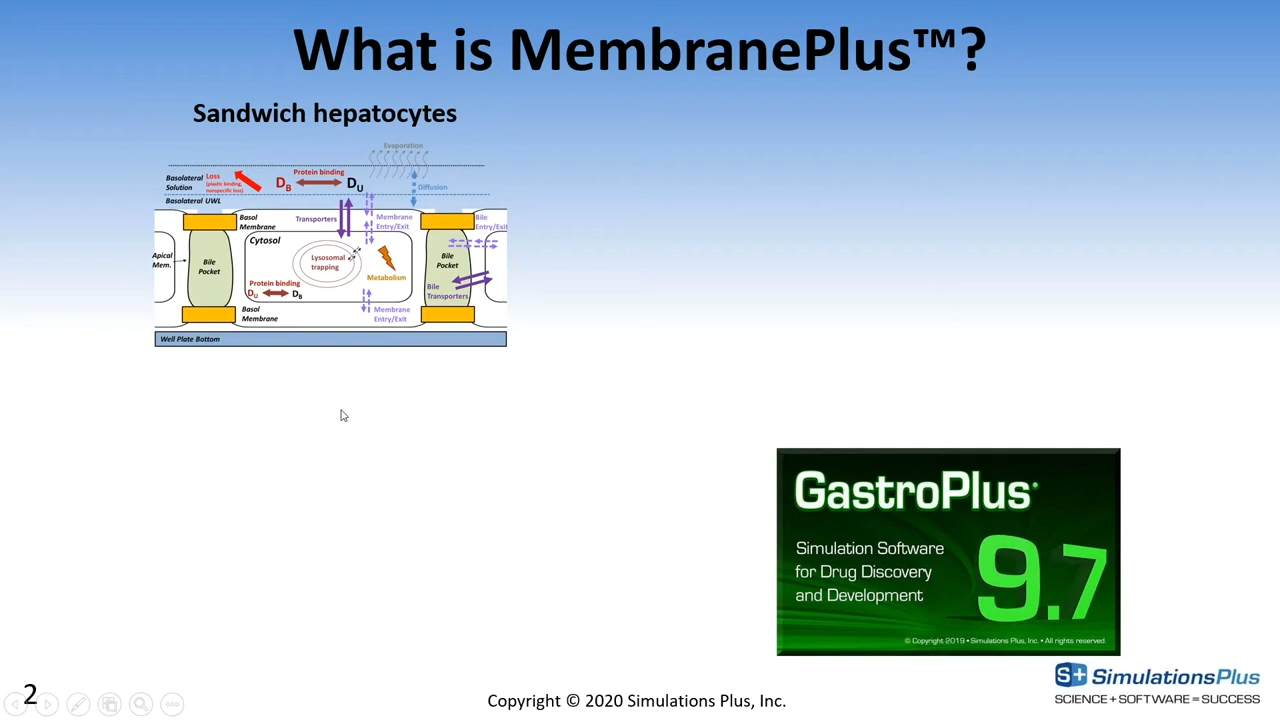 What is MembranePlus™?
Sandwich hepatocytes
Evaporation
Basolateral
Solution
Loss
(plastic binding,
nonspecific loss)
Protein binding
D_B
D_U
Diffusion
Basolateral UWL
Basol
Membrane
Transporters
Membrane
Entry/Exit
Bile
Entry/Exit
Cytosol
Apical
Mem.
Bile
Pocket
Lysosomal
trapping
Metabolism
Bile
Pocket
Protein binding
D_U
D_B
Bile
Transporters
Basol
Membrane
Membrane
Entry/Exit
Well Plate Bottom
GastroPlus
Simulation Software
for Drug Discovery
and Development
9.7
© Copyright 2019 • Simulations Plus, Inc. • All rights reserved.
S+ SimulationsPlus
SCIENCE + SOFTWARE = SUCCESS
2
Copyright © 2020 Simulations Plus, Inc.